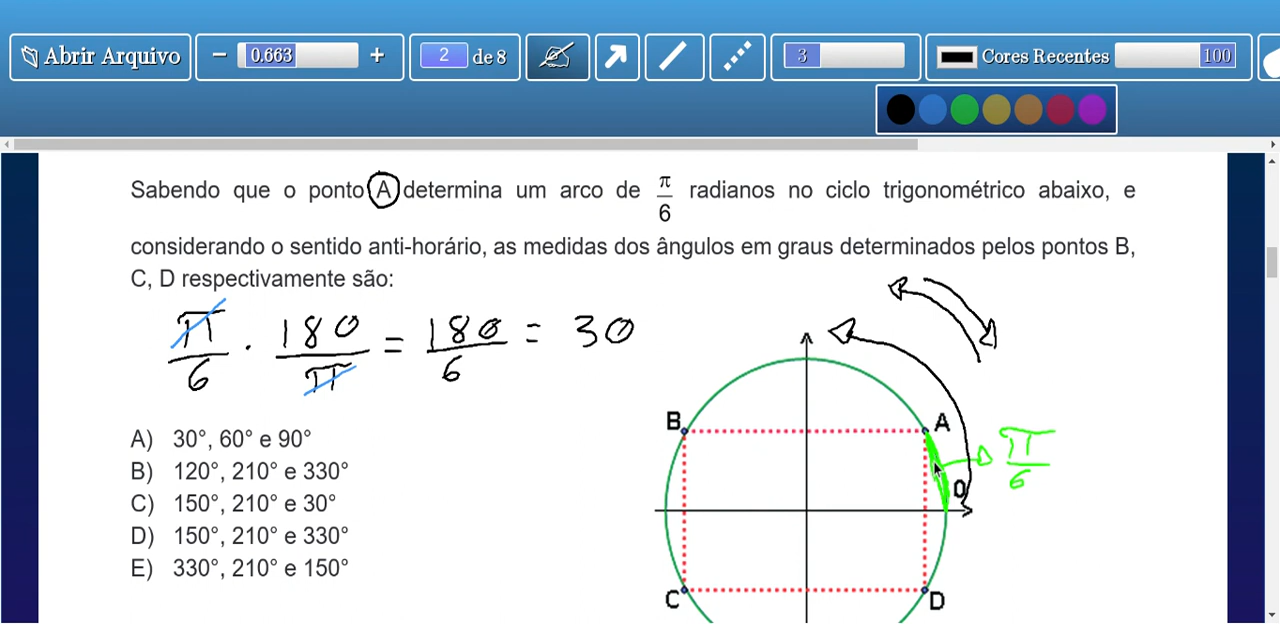 Abrir Arquivo − 0.663 + 2 de 8 3 Cores Recentes 100
Sabendo que o ponto A determina um arco de π/6 radianos no ciclo trigonométrico abaixo, e
considerando o sentido anti-horário, as medidas dos ângulos em graus determinados pelos pontos B,
C, D respectivamente são:
π/6 · 180/π = 180/6 = 30
A) 30°, 60° e 90°
B) 120°, 210° e 330°
C) 150°, 210° e 30°
D) 150°, 210° e 330°
E) 330°, 210° e 150°
B A
π/6
0
C D